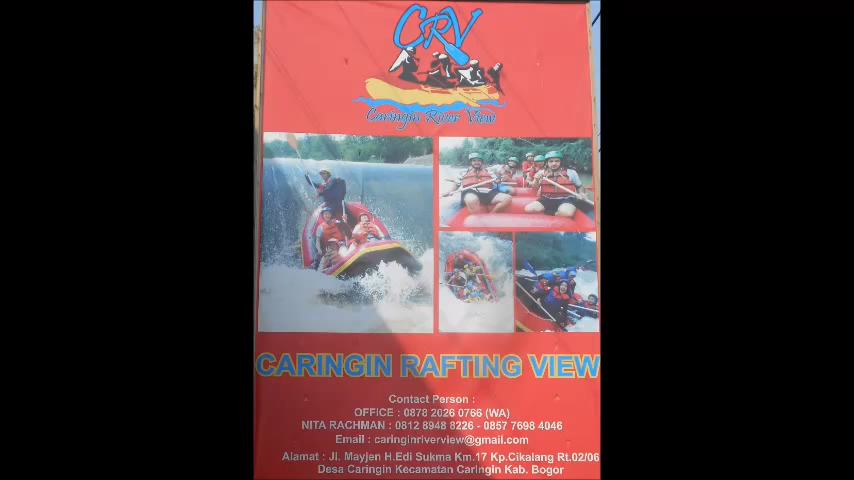 CRV
Caringin River View
CARINGIN RAFTING VIEW
Contact Person :
OFFICE : 0878 2026 0766 (WA)
NITA RACHMAN : 0812 8948 8226 - 0857 7698 4046
Email : caringinriverview@gmail.com
Alamat : Jl. Mayjen H.Edi Sukma Km.17 Kp.Cikalang Rt.02/06
Desa Caringin Kecamatan Caringin Kab. Bogor